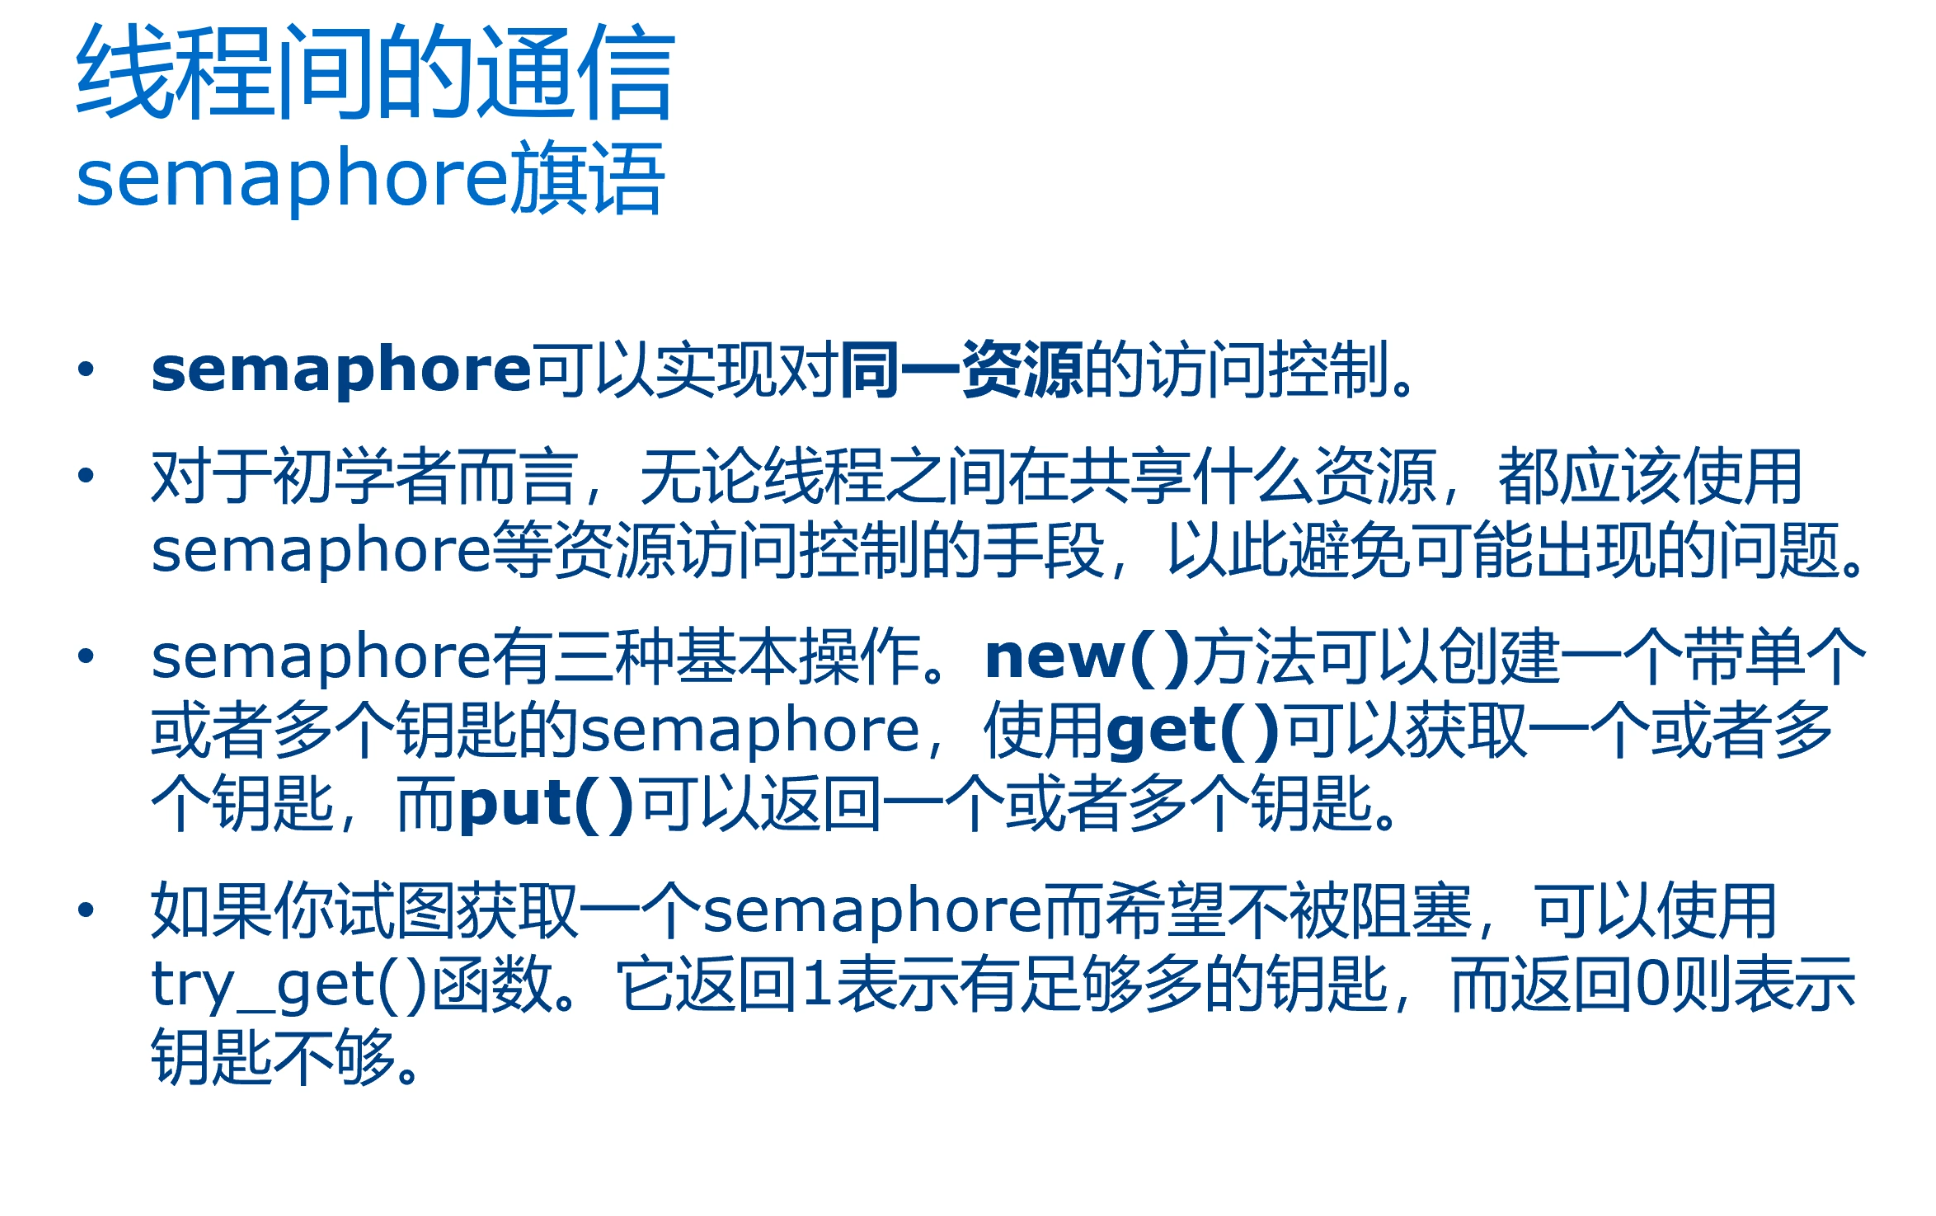 线程间的通信
semaphore旗语
• semaphore可以实现对同一资源的访问控制。
• 对于初学者而言，无论线程之间在共享什么资源，都应该使用
semaphore等资源访问控制的手段，以此避免可能出现的问题。
• semaphore有三种基本操作。new()方法可以创建一个带单个
或者多个钥匙的semaphore，使用get()可以获取一个或者多
个钥匙，而put()可以返回一个或者多个钥匙。
• 如果你试图获取一个semaphore而希望不被阻塞，可以使用
try_get()函数。它返回1表示有足够多的钥匙，而返回0则表示
钥匙不够。